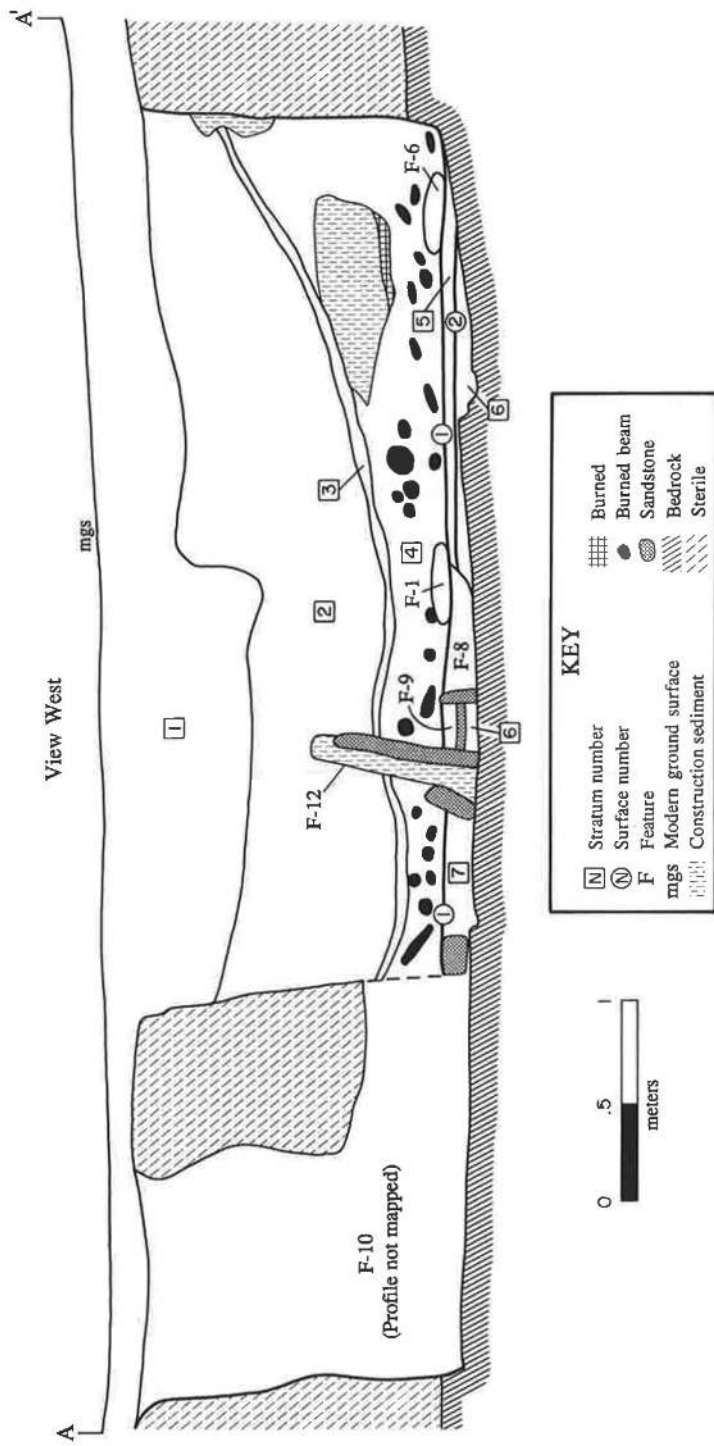 View West
A
A'
mgs
1
2
3
F-12
F-9
4
F-1
F-8
5
F-6
1
7
6
1
2
6
F-10
(Profile not mapped)
0 .5 1
meters
KEY
N Stratum number
N Surface number
F Feature
mgs Modern ground surface
Construction sediment
Burned
Burned beam
Sandstone
Bedrock
Sterile